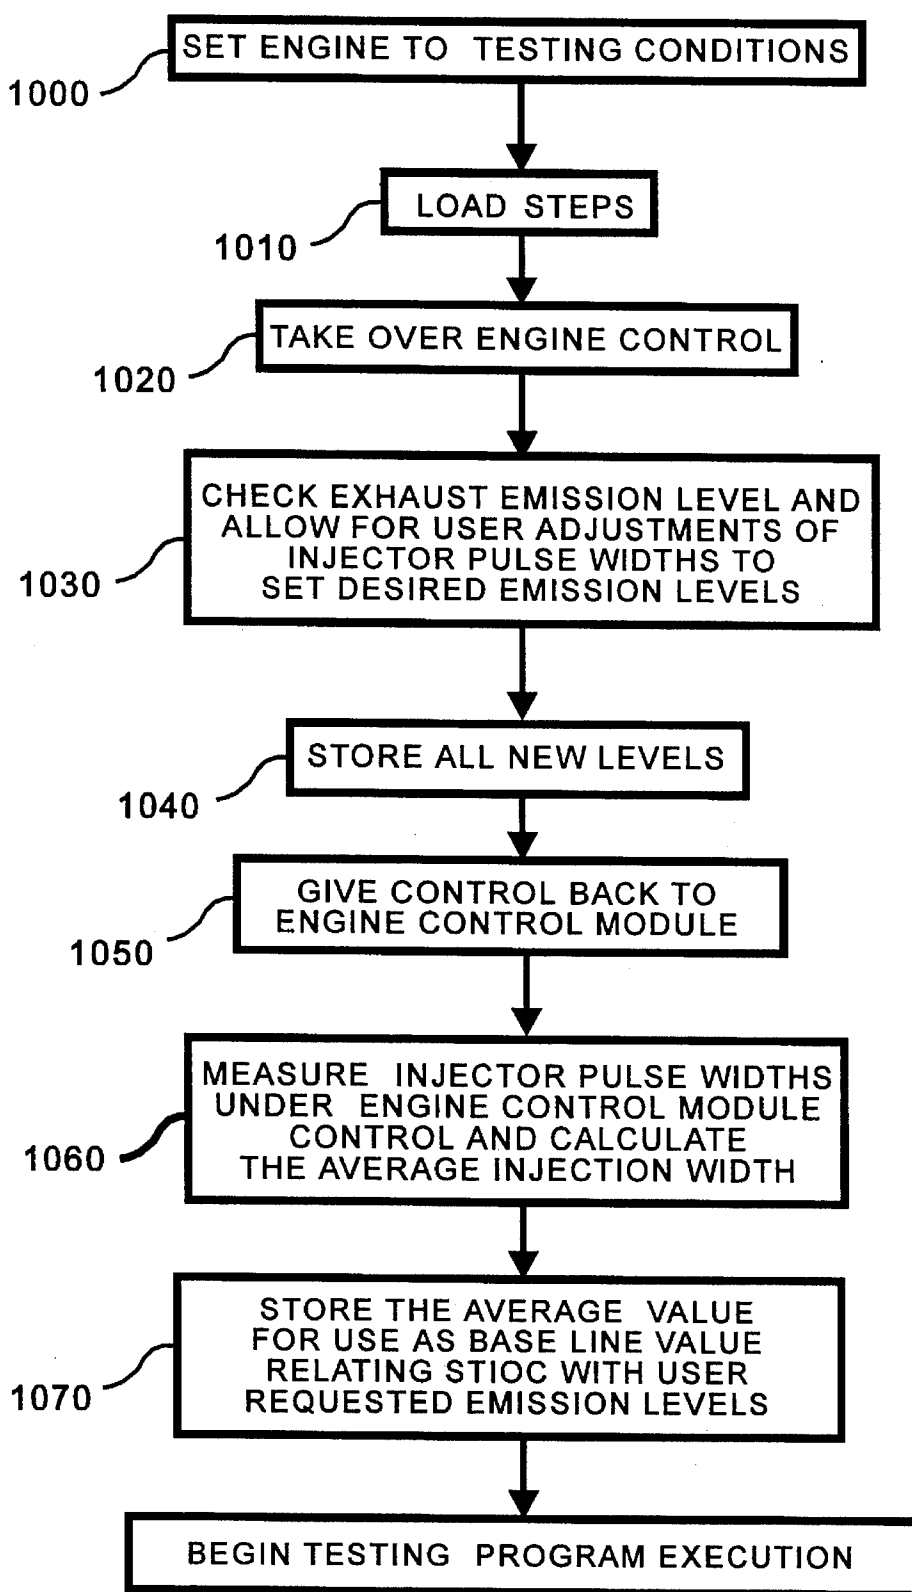 SET ENGINE TO TESTING CONDITIONS
1000
LOAD STEPS
1010
TAKE OVER ENGINE CONTROL
1020
CHECK EXHAUST EMISSION LEVEL AND
ALLOW FOR USER ADJUSTMENTS OF
INJECTOR PULSE WIDTHS TO
SET DESIRED EMISSION LEVELS
1030
STORE ALL NEW LEVELS
1040
GIVE CONTROL BACK TO
ENGINE CONTROL MODULE
1050
MEASURE INJECTOR PULSE WIDTHS
UNDER ENGINE CONTROL MODULE
CONTROL AND CALCULATE
THE AVERAGE INJECTION WIDTH
1060
STORE THE AVERAGE VALUE
FOR USE AS BASE LINE VALUE
RELATING STIOC WITH USER
REQUESTED EMISSION LEVELS
1070
BEGIN TESTING PROGRAM EXECUTION